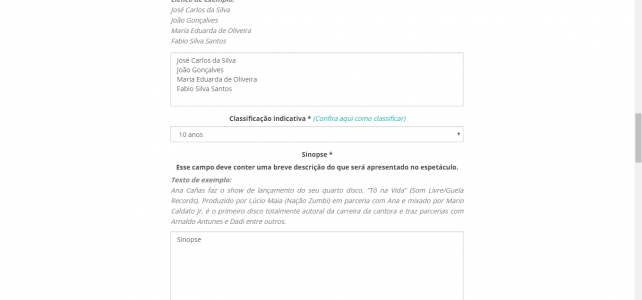 Elenco de exemplo:
José Carlos da Silva
João Gonçalves
Maria Eduarda de Oliveira
Fabio Silva Santos
José Carlos da Silva
João Gonçalves
Maria Eduarda de Oliveira
Fabio Silva Santos
Classificação indicativa * (Confira aqui como classificar)
10 anos
Sinopse *
Esse campo deve conter uma breve descrição do que será apresentado no espetáculo.
Texto de exemplo:
Ana Cañas faz o show de lançamento do seu quarto disco, “Tô na Vida” (Som Livre/Guela
Records). Produzido por Lúcio Maia (Nação Zumbi) em parceria com Ana e mixado por Mario
Caldato Jr, é o primeiro disco totalmente autoral da carreira da cantora e traz parcerias com
Arnaldo Antunes e Dadi entre outros.
Sinopse